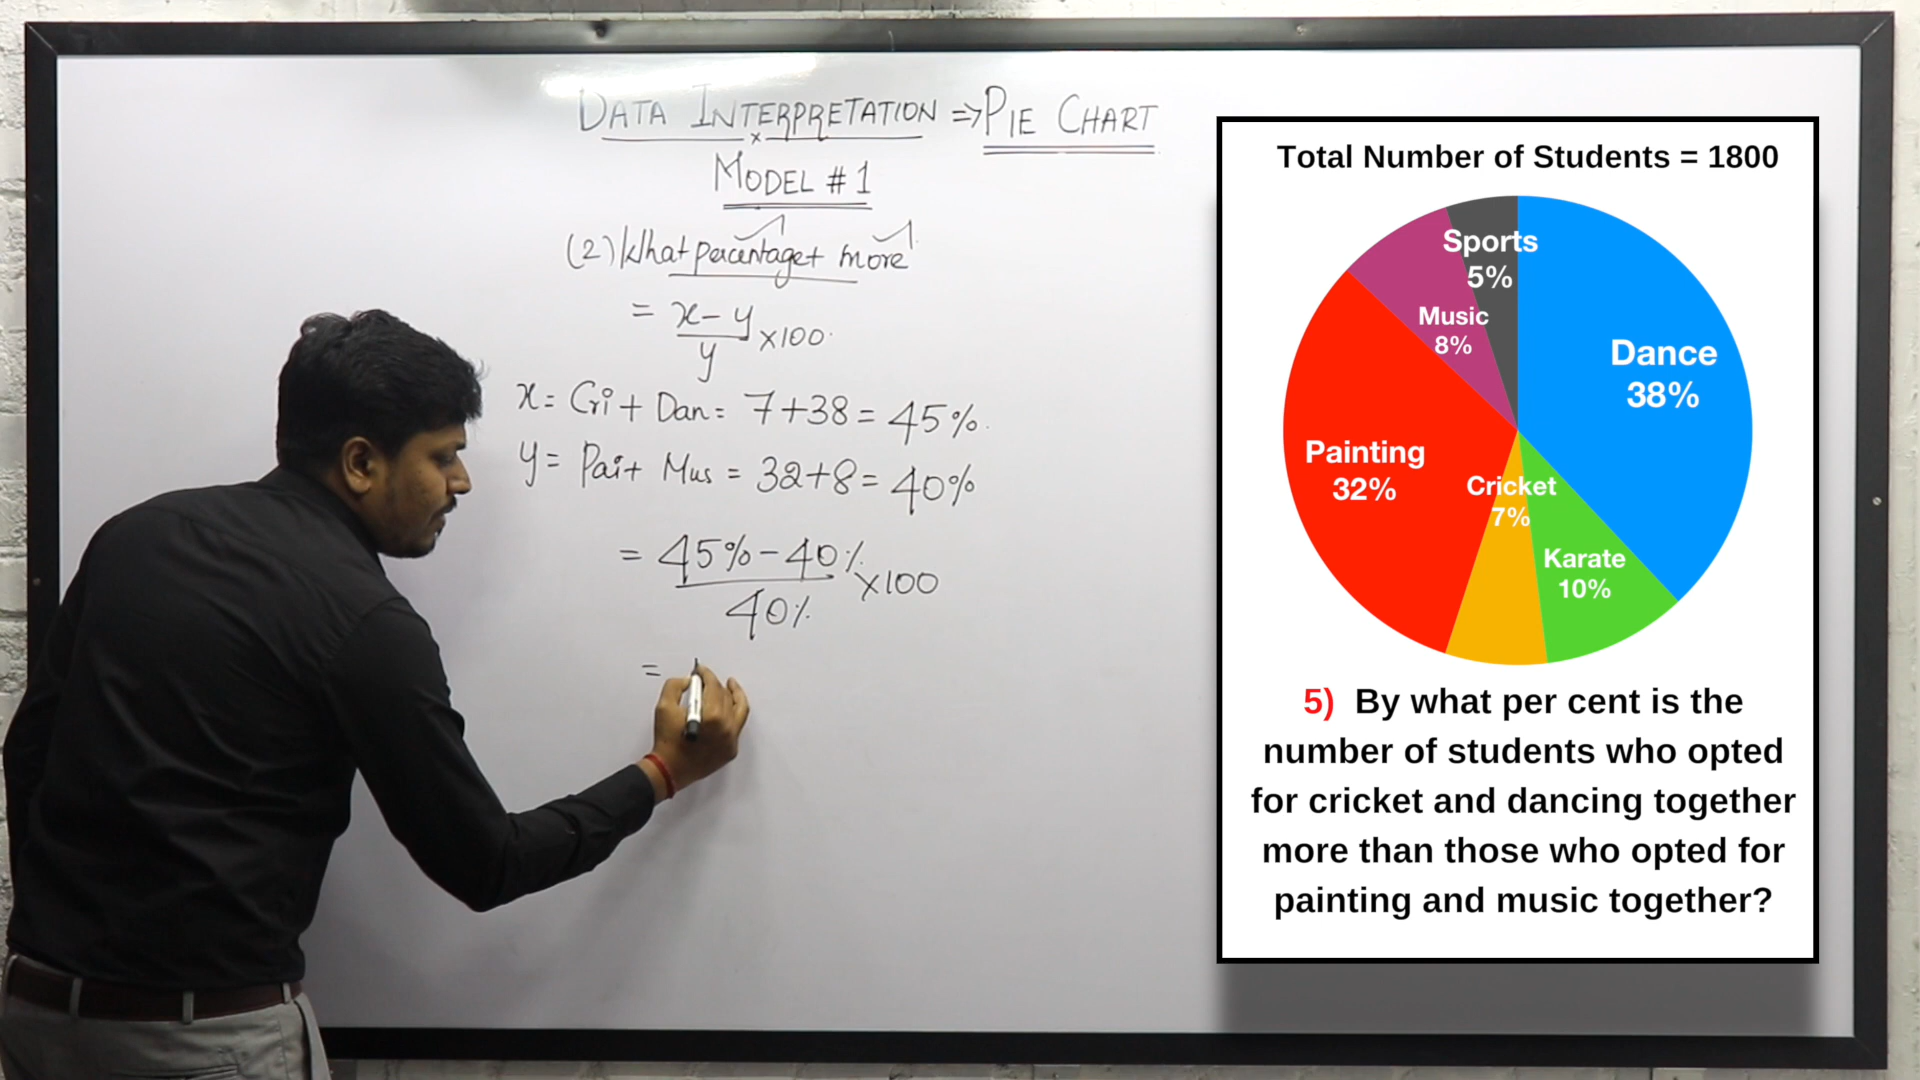 DATA INTERPRETATION ⇒ PIE CHART
x
MODEL # 1
(2) What percentage + more
= x - y
y
×100
x = Cri + Dan = 7 + 38 = 45%
y = Pai + Mus = 32 + 8 = 40%
= 45% - 40%
40%
×100
=
Total Number of Students = 1800
Sports
5%
Music
8%
Dance
38%
Painting
32%
Cricket
7%
Karate
10%
5) By what per cent is the
number of students who opted
for cricket and dancing together
more than those who opted for
painting and music together?